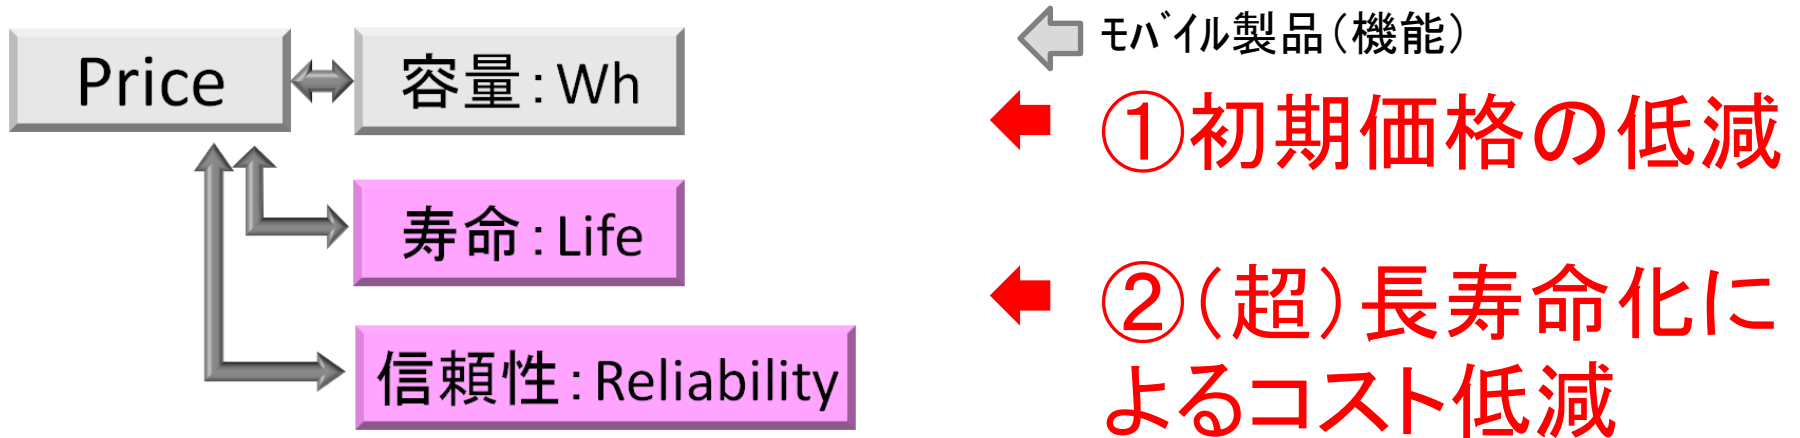 Price
容量：Wh
寿命：Life
信頼性：Reliability
ﾓﾊﾞｲﾙ製品（機能）
①初期価格の低減
②（超）長寿命化に
よるコスト低減